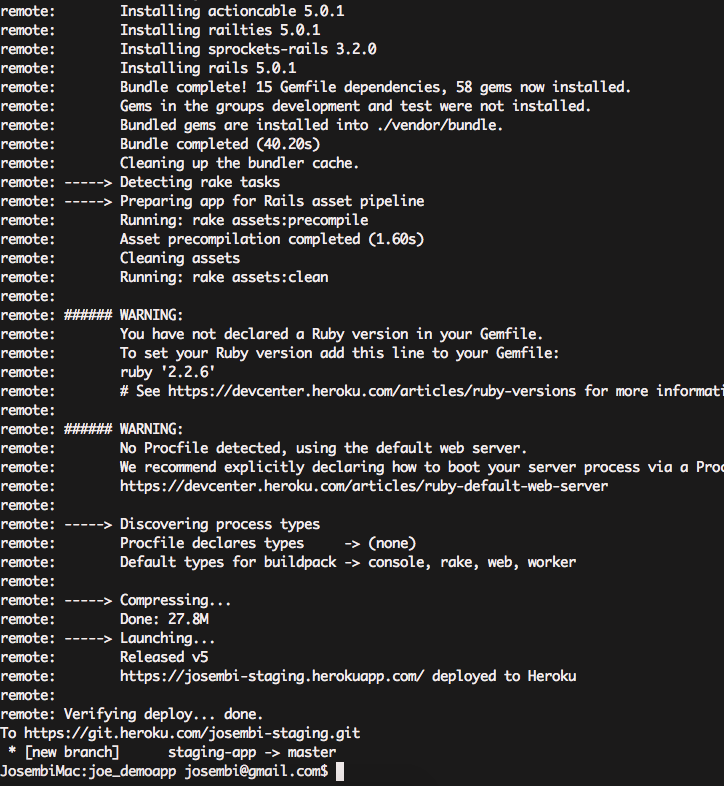 remote:        Installing actioncable 5.0.1
remote:        Installing railties 5.0.1
remote:        Installing sprockets-rails 3.2.0
remote:        Installing rails 5.0.1
remote:        Bundle complete! 15 Gemfile dependencies, 58 gems now installed.
remote:        Gems in the groups development and test were not installed.
remote:        Bundled gems are installed into ./vendor/bundle.
remote:        Bundle completed (40.20s)
remote:        Cleaning up the bundler cache.
remote: -----> Detecting rake tasks
remote: -----> Preparing app for Rails asset pipeline
remote:        Running: rake assets:precompile
remote:        Asset precompilation completed (1.60s)
remote:        Cleaning assets
remote:        Running: rake assets:clean
remote:
remote: ###### WARNING:
remote:        You have not declared a Ruby version in your Gemfile.
remote:        To set your Ruby version add this line to your Gemfile:
remote:        ruby '2.2.6'
remote:        # See https://devcenter.heroku.com/articles/ruby-versions for more informati
remote:
remote: ###### WARNING:
remote:        No Procfile detected, using the default web server.
remote:        We recommend explicitly declaring how to boot your server process via a Proc
remote:        https://devcenter.heroku.com/articles/ruby-default-web-server
remote:
remote: -----> Discovering process types
remote:        Procfile declares types     -> (none)
remote:        Default types for buildpack -> console, rake, web, worker
remote:
remote: -----> Compressing...
remote:        Done: 27.8M
remote: -----> Launching...
remote:        Released v5
remote:        https://josembi-staging.herokuapp.com/ deployed to Heroku
remote:
remote: Verifying deploy... done.
To https://git.heroku.com/josembi-staging.git
 * [new branch]      staging-app -> master
JosembiMac:joe_demoapp josembi@gmail.com$